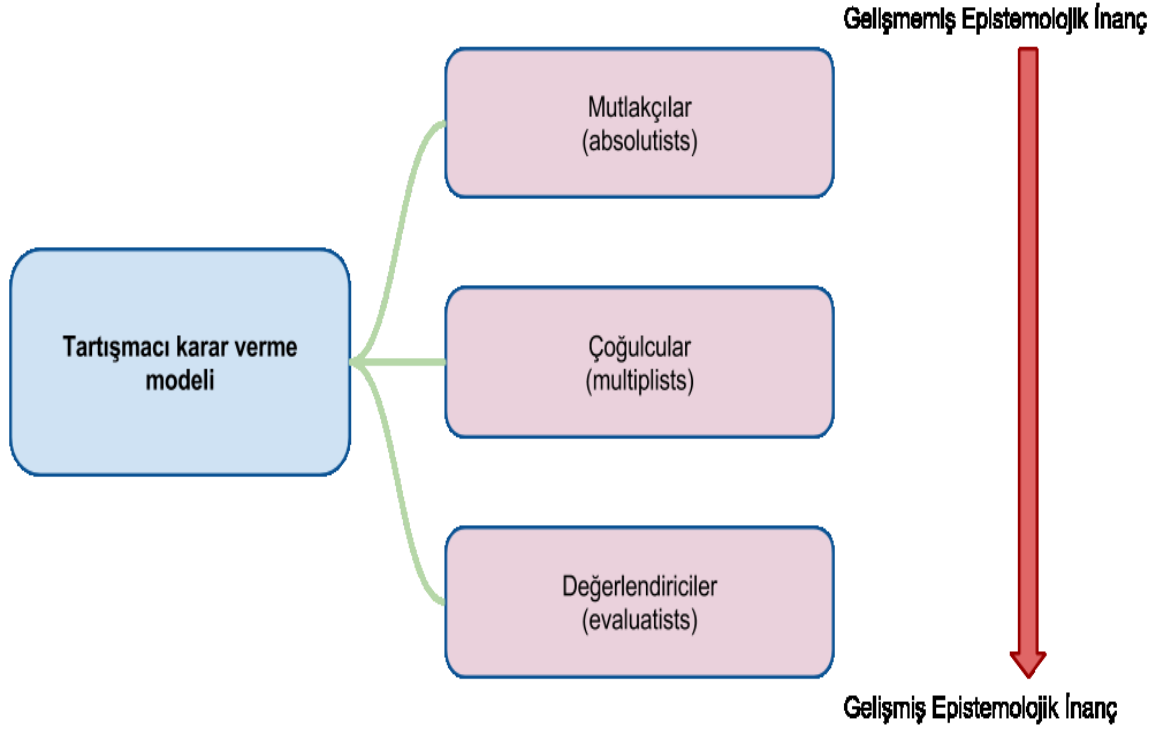 Gelişmemiş Epistemolojik İnanç
Mutlakçılar
(absolutists)
Tartışmacı karar verme
modeli
Çoğulcular
(multiplists)
Değerlendiriciler
(evaluatists)
Gelişmiş Epistemolojik İnanç